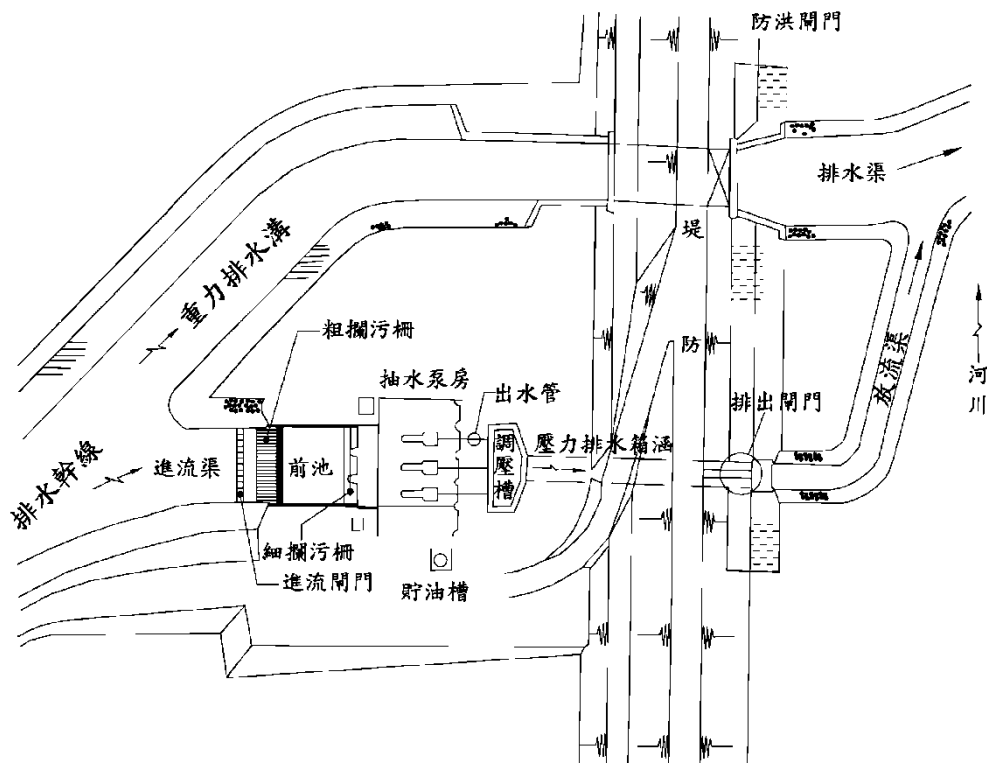 防洪閘門
排水渠
重力排水溝
堤
粗攔污柵
防
河川
抽水泵房
出水管
排出閘門
放流渠
調壓槽
壓力排水箱涵
排水幹線
進流渠
前池
細攔污柵
進流閘門
貯油槽